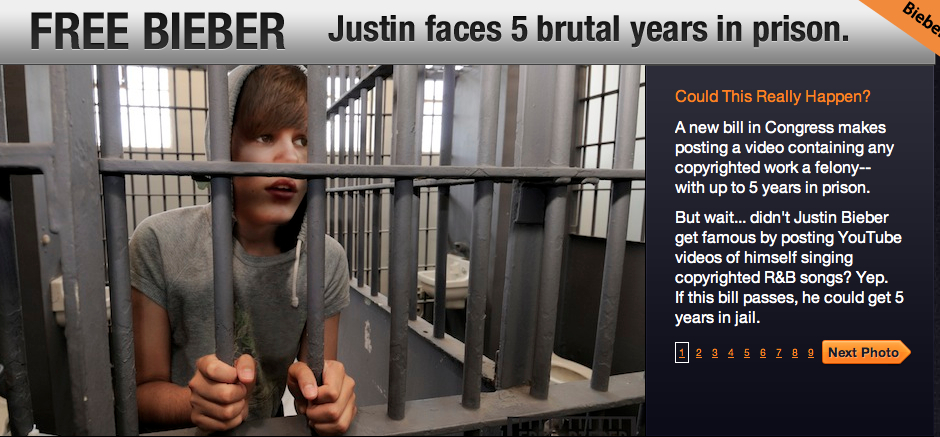 FREE BIEBER
Justin faces 5 brutal years in prison.
Could This Really Happen?
A new bill in Congress makes
posting a video containing any
copyrighted work a felony--
with up to 5 years in prison.
But wait... didn't Justin Bieber
get famous by posting YouTube
videos of himself singing
copyrighted R&B songs? Yep.
If this bill passes, he could get 5
years in jail.
1 2 3 4 5 6 7 8 9 Next Photo
FREE BIEBER